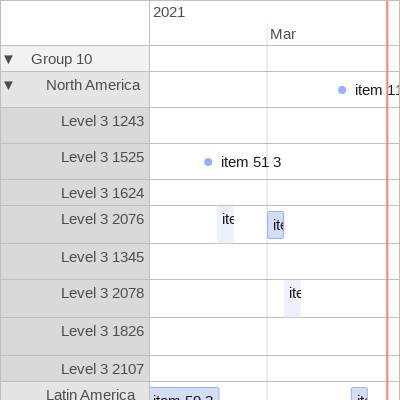 2021
Mar
▼ Group 10
▼ North America
item 11
Level 3 1243
Level 3 1525
item 51 3
Level 3 1624
Level 3 2076
ite
ite
Level 3 1345
Level 3 2078
ite
Level 3 1826
Level 3 2107
Latin America
item 59 3